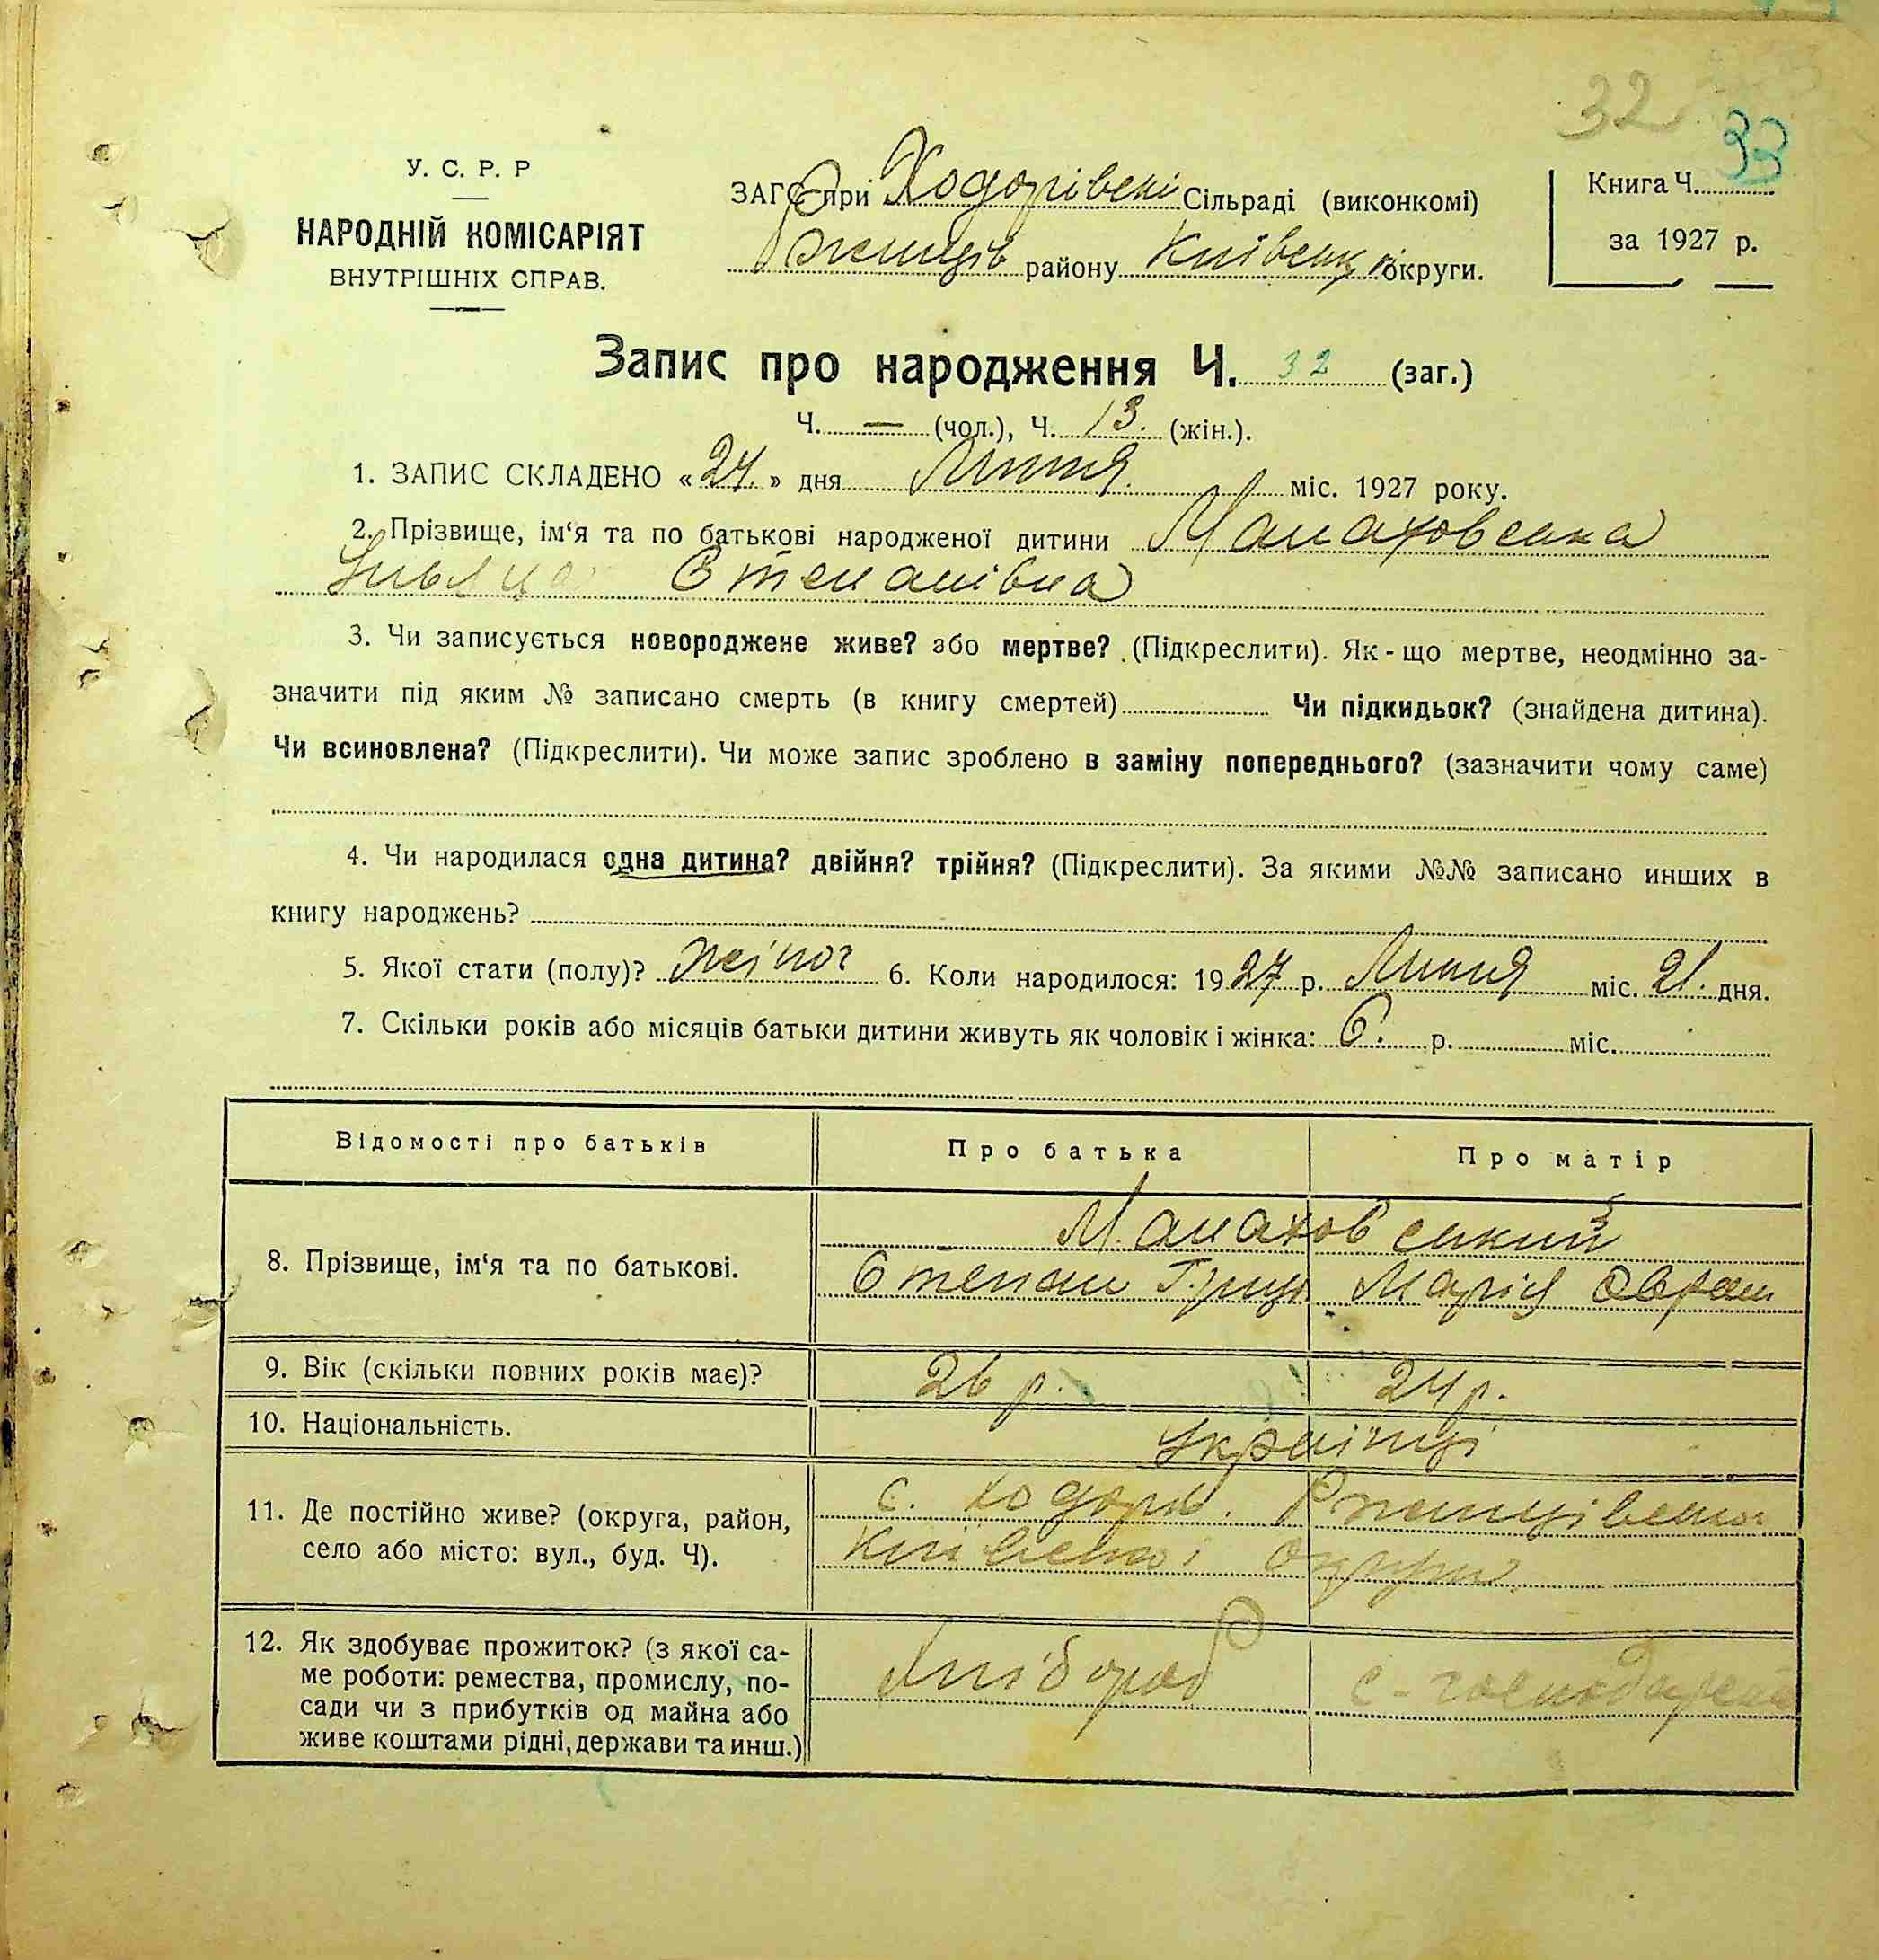 32
33
У. С. Р. Р
НАРОДНІЙ КОМІСАРІЯТ
ВНУТРІШНІХ СПРАВ.
ЗАГС при Ходорівскі Сільраді (виконкомі)
Ржищів району Київськ округи.
Книга Ч.
за 1927 р.
Запис про народження Ч. 32 (заг.)
Ч. — (чол.), Ч. 13. (жін.).
1. ЗАПИС СКЛАДЕНО «24.» дня Липня. міс. 1927 року.
2. Прізвище, ім‘я та по батькові народженої дитини Манаховська
Степанівна
3. Чи записується новороджене живе? або мертве? (Підкреслити). Як-що мертве, неодмінно за-
значити під яким № записано смерть (в книгу смертей) Чи підкидьок? (знайдена дитина).
Чи всиновлена? (Підкреслити). Чи може запис зроблено в заміну попереднього? (зазначити чому саме)
4. Чи народилася одна дитина? двійня? трійня? (Підкреслити). За якими №№ записано инших в
книгу народжень?
5. Якої стати (полу)? жіноч 6. Коли народилося: 1927 р. Липня міс. 21. дня.
7. Скільки років або місяців батьки дитини живуть як чоловік і жінка: 6. р. міс.
Відомості про батьків Про батька Про матір
8. Прізвище, ім‘я та по батькові.
Манаховський
Степан Гриц Марія Оврам
9. Вік (скільки повних років має)? 26 р. 24 р.
10. Національність. Українці
11. Де постійно живе? (округа, район,
село або місто: вул., буд. Ч).
с. Ходорів. Ржищівської
Київської округи.
12. Як здобуває прожиток? (з якої са-
ме роботи: ремества, промислу, по-
сади чи з прибутків од майна або
живе коштами рідні, держави та инш.)
Хлібороб с-господарств